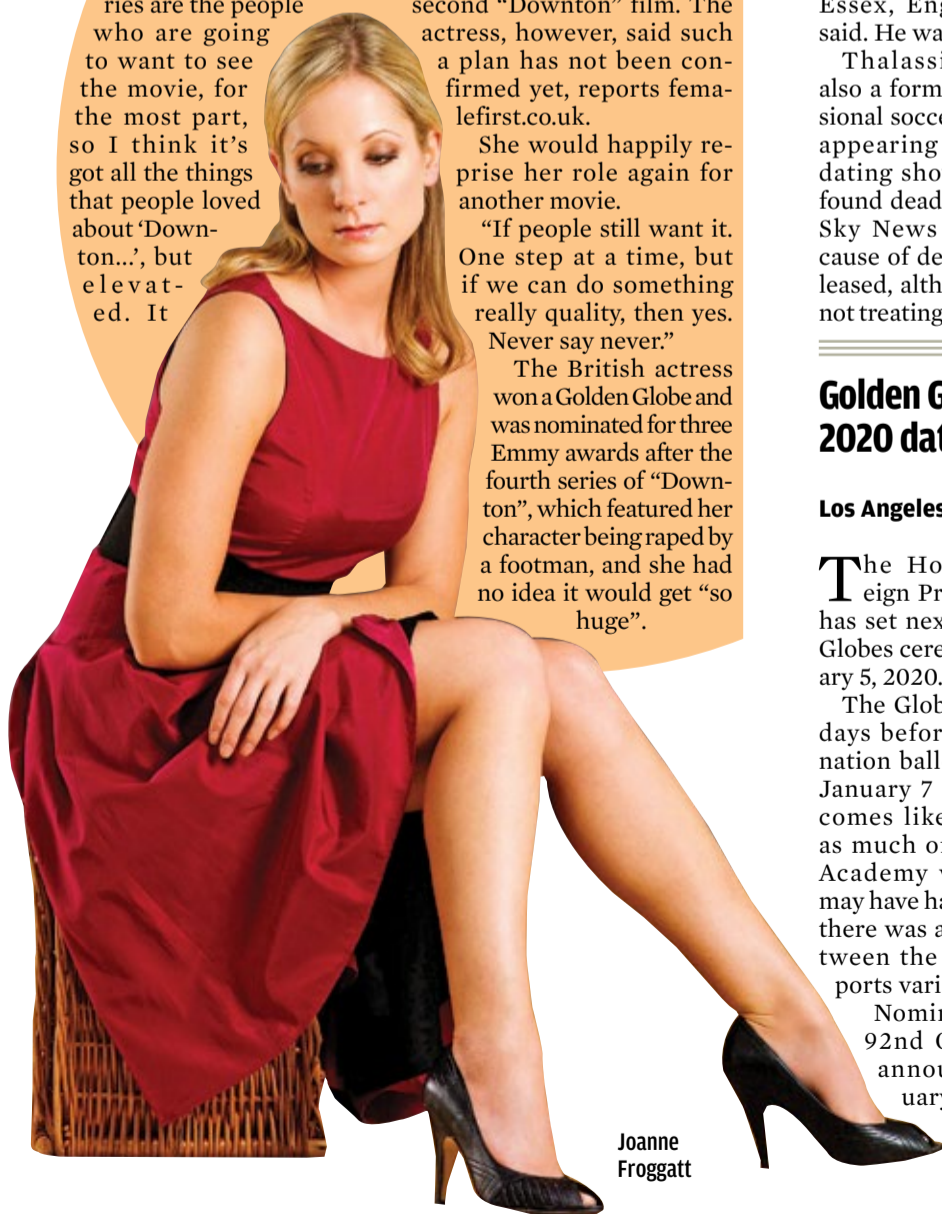 ries are the people
who are going
to want to see
the movie, for
the most part,
so I think it's
got all the things
that people loved
about ‘Down-
ton...’, but
elevat-
ed. It
second “Downton” film. The
actress, however, said such
a plan has not been con-
firmed yet, reports fema-
lefirst.co.uk.
She would happily re-
prise her role again for
another movie.
“If people still want it.
One step at a time, but
if we can do something
really quality, then yes.
Never say never.”
The British actress
won a Golden Globe and
was nominated for three
Emmy awards after the
fourth series of “Down-
ton”, which featured her
character being raped by
a footman, and she had
no idea it would get “so
huge”.
Joanne
Froggatt
Essex, Eng
said. He wa
Thalassi
also a form
sional socce
appearing
dating sho
found dead
Sky News
cause of de
leased, alth
not treating
Golden G
2020 dat
Los Angeles
The Ho
eign Pr
has set nex
Globes cere
ary 5, 2020.
The Glob
days befor
nation ball
January 7
comes like
as much o
Academy
may have ha
there was a
tween the
ports vari
Nomin
92nd
annou
uary